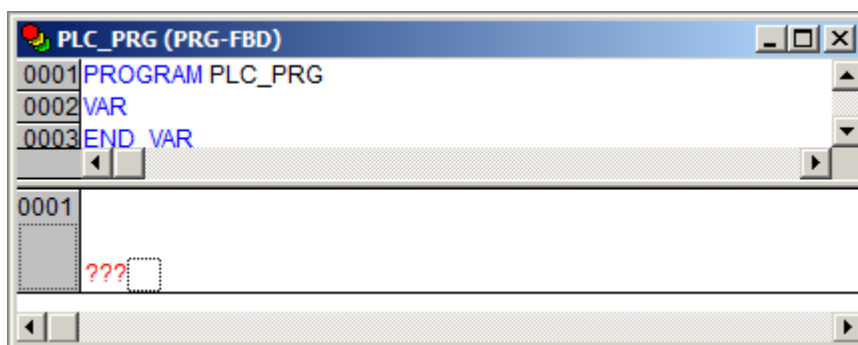 PLC_PRG (PRG-FBD)
0001 PROGRAM PLC_PRG
0002 VAR
0003 END_VAR
0001
???